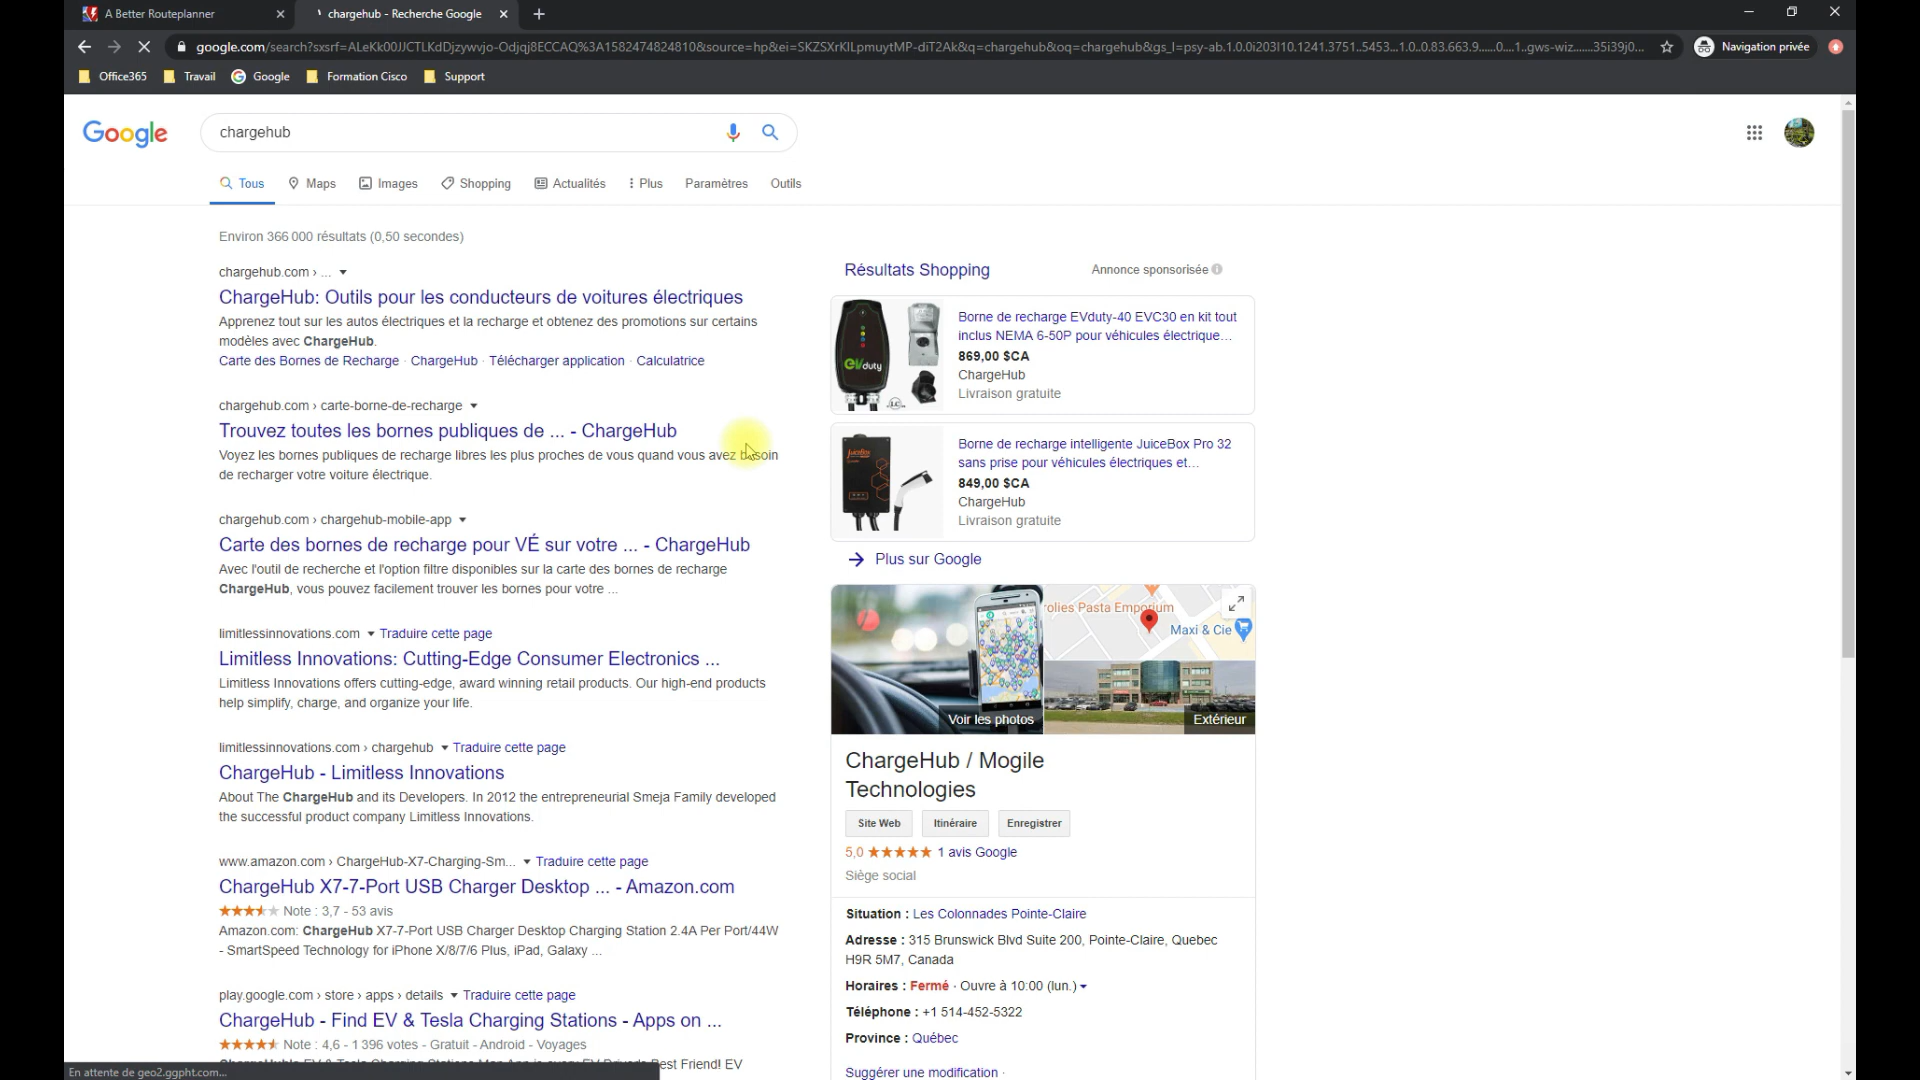 A Better Routeplanner
chargehub - Recherche Google
google.com/search?sxsrf=ALeKk00JJCTLKdDjzywvjo-Odjqj8ECCAQ%3A1582474824810&source=hp&ei=SKZSXrKlLpmuytMP-diT2Ak&q=chargehub&oq=chargehub&gs_l=psy-ab.1.0.0i203l10.1241.3751..5453...1.0..0.83.663.9......0....1..gws-wiz.......35i39j0...
Navigation privée
Office365
Travail
Google
Formation Cisco
Support
Google
chargehub
Tous
Maps
Images
Shopping
Actualités
Plus
Paramètres
Outils
Environ 366 000 résultats (0,50 secondes)
chargehub.com › ...
ChargeHub: Outils pour les conducteurs de voitures électriques
Apprenez tout sur les autos électriques et la recharge et obtenez des promotions sur certains
modèles avec ChargeHub.
Carte des Bornes de Recharge · ChargeHub · Télécharger application · Calculatrice
chargehub.com › carte-borne-de-recharge
Trouvez toutes les bornes publiques de ... - ChargeHub
Voyez les bornes publiques de recharge libres les plus proches de vous quand vous avez besoin
de recharger votre voiture électrique.
chargehub.com › chargehub-mobile-app
Carte des bornes de recharge pour VÉ sur votre ... - ChargeHub
Avec l'outil de recherche et l'option filtre disponibles sur la carte des bornes de recharge
ChargeHub, vous pouvez facilement trouver les bornes pour votre ...
limitlessinnovations.com Traduire cette page
Limitless Innovations: Cutting-Edge Consumer Electronics ...
Limitless Innovations offers cutting-edge, award winning retail products. Our high-end products
help simplify, charge, and organize your life.
limitlessinnovations.com › chargehub Traduire cette page
ChargeHub - Limitless Innovations
About The ChargeHub and its Developers. In 2012 the entrepreneurial Smeja Family developed
the successful product company Limitless Innovations.
www.amazon.com › ChargeHub-X7-Charging-Sm... Traduire cette page
ChargeHub X7-7-Port USB Charger Desktop ... - Amazon.com
Note : 3,7 - 53 avis
Amazon.com: ChargeHub X7-7-Port USB Charger Desktop Charging Station 2.4A Per Port/44W
- SmartSpeed Technology for iPhone X/8/7/6 Plus, iPad, Galaxy ...
play.google.com › store › apps › details Traduire cette page
ChargeHub - Find EV & Tesla Charging Stations - Apps on ...
Note : 4,6 - 1 396 votes - Gratuit - Android - Voyages
ChargeHub's EV & Tesla Charging Stations Map App is every EV Driver's Best Friend! EV
En attente de geo2.ggpht.com...
Résultats Shopping
Annonce sponsorisée
evduty
Borne de recharge EVduty-40 EVC30 en kit tout
inclus NEMA 6-50P pour véhicules électrique...
869,00 $CA
ChargeHub
Livraison gratuite
JuiceBox
Borne de recharge intelligente JuiceBox Pro 32
sans prise pour véhicules électriques et...
849,00 $CA
ChargeHub
Livraison gratuite
Plus sur Google
Voir les photos
olies Pasta Emporium
Maxi & Cie
Extérieur
ChargeHub / Mogile
Technologies
Site Web
Itinéraire
Enregistrer
5,0 1 avis Google
Siège social
Situation : Les Colonnades Pointe-Claire
Adresse : 315 Brunswick Blvd Suite 200, Pointe-Claire, Quebec
H9R 5M7, Canada
Horaires : Fermé · Ouvre à 10:00 (lun.)
Téléphone : +1 514-452-5322
Province : Québec
Suggérer une modification ·